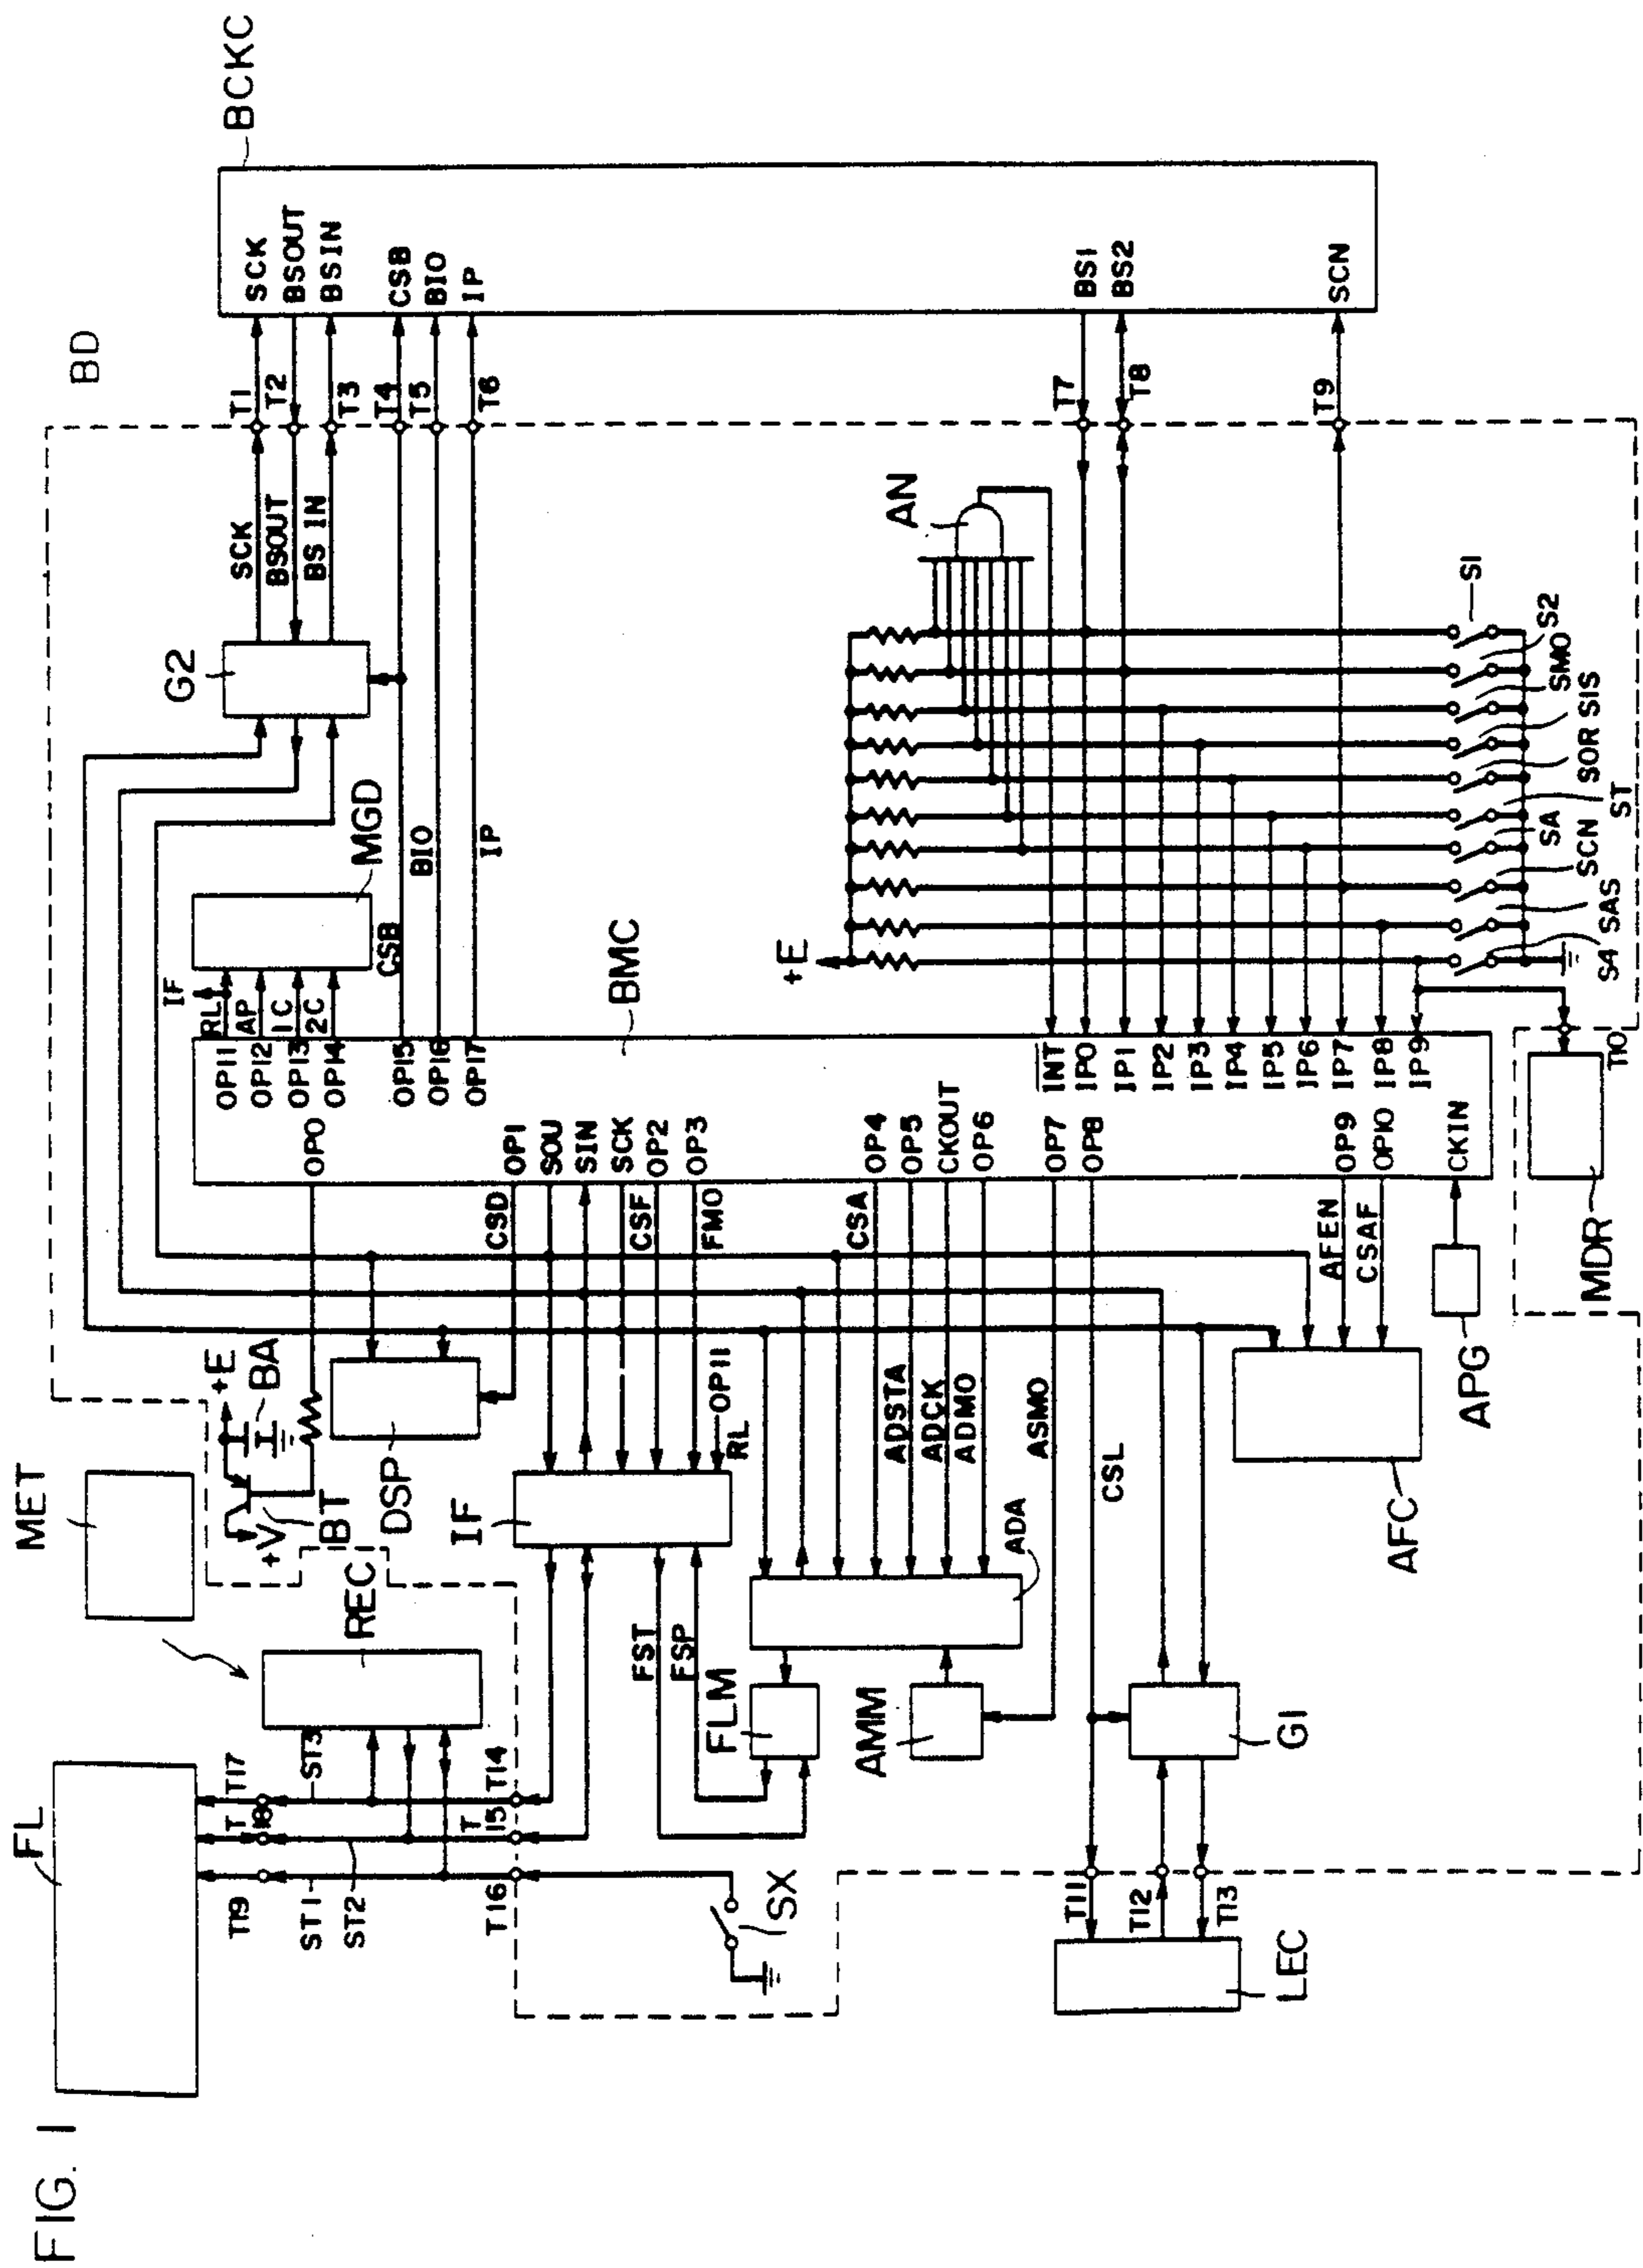 FIG. 1
BCKC
SCK
BSOUT
BSIN
CSB
BIO
IP
BS1
BS2
SCN
BD
T1
T2
T3
T4
T5
T6
T7
T8
T9
SCK
BSOUT
BS IN
G2
AN
MGD
CSB
BIO
IP
IF
RL
AP
1C
2C
+E
S1
S2
SMO
SIS
SOR
ST
SA
SCN
SAS
S4
BMC
OP11
OP12
OP13
OP14
OP15
OP16
OP17
INT
IP0
IP1
IP2
IP3
IP4
IP5
IP6
IP7
IP8
IP9
T10
OP0
OP1
SOU
SIN
SCK
OP2
OP3
OP4
OP5
CKOUT
OP6
OP7
OP8
OP9
OP10
CKIN
MDR
CSD
CSF
FMO
CSA
ADSTA
ADCK
ADMO
ASMO
CSL
AFEN
CSAF
APG
+E
BA
+V
BT
DSP
IF
OP11
RL
ADA
AFC
MET
REC
FST
FSP
FLM
AMM
G1
FL
T17
T18
T19
ST3
ST1
ST2
T14
T15
T16
SX
T11
T12
T13
LEC